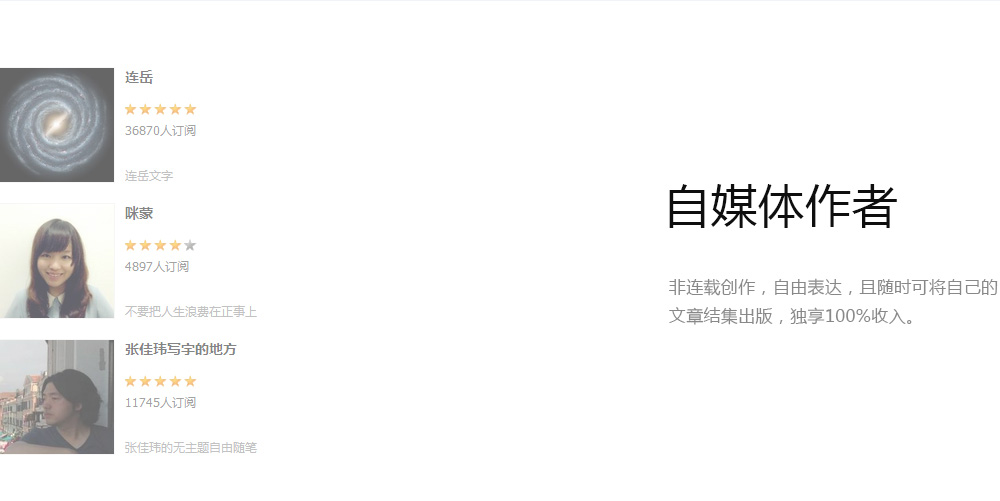 连岳
36870人订阅
连岳文字
咪蒙
4897人订阅
不要把人生浪费在正事上
张佳玮写字的地方
11745人订阅
张佳玮的无主题自由随笔
自媒体作者
非连载创作，自由表达，且随时可将自己的
文章结集出版，独享100%收入。